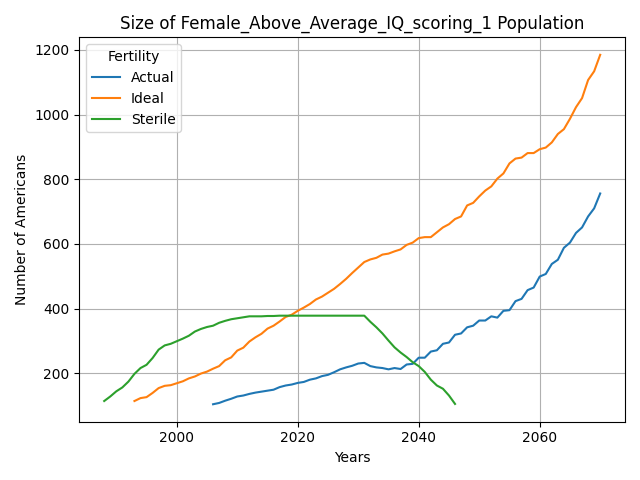 Size of Female_Above_Average_IQ_scoring_1 Population
Fertility
Actual
Ideal
Sterile
Number of Americans
1200
1000
800
600
400
200
2000
2020
2040
2060
Years